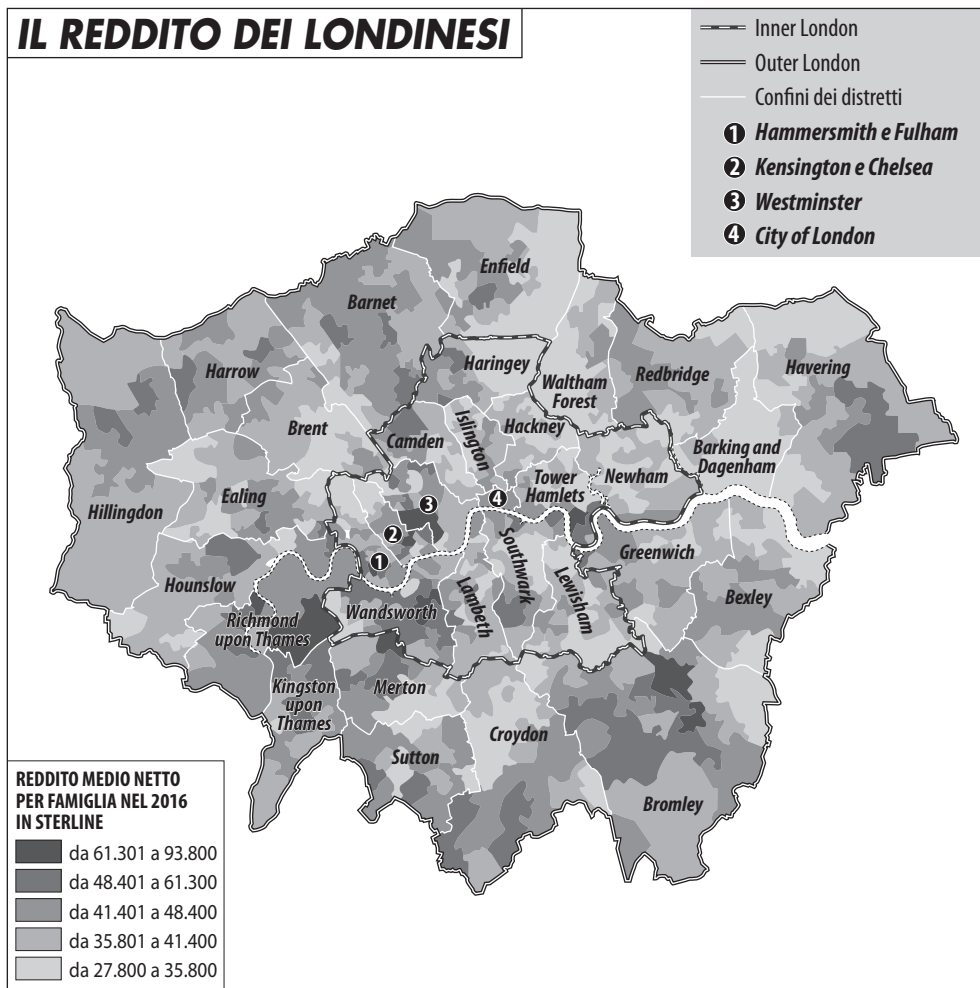 IL REDDITO DEI LONDINESI
Inner London
Outer London
Confini dei distretti
1 Hammersmith e Fulham
2 Kensington e Chelsea
3 Westminster
4 City of London
Enfield
Barnet
Haringey
Harrow
Redbridge
Havering
Waltham
Forest
Brent
Camden
Islington
Hackney
Barking and
Dagenham
Tower
Hamlets
Newham
Hillingdon
Ealing
3
4
2
1
Hounslow
Southwark
Greenwich
Richmond
upon Thames
Wandsworth
Lambeth
Lewisham
Bexley
Kingston
upon
Thames
Merton
Sutton
Croydon
Bromley
REDDITO MEDIO NETTO
PER FAMIGLIA NEL 2016
IN STERLINE
da 61.301 a 93.800
da 48.401 a 61.300
da 41.401 a 48.400
da 35.801 a 41.400
da 27.800 a 35.800